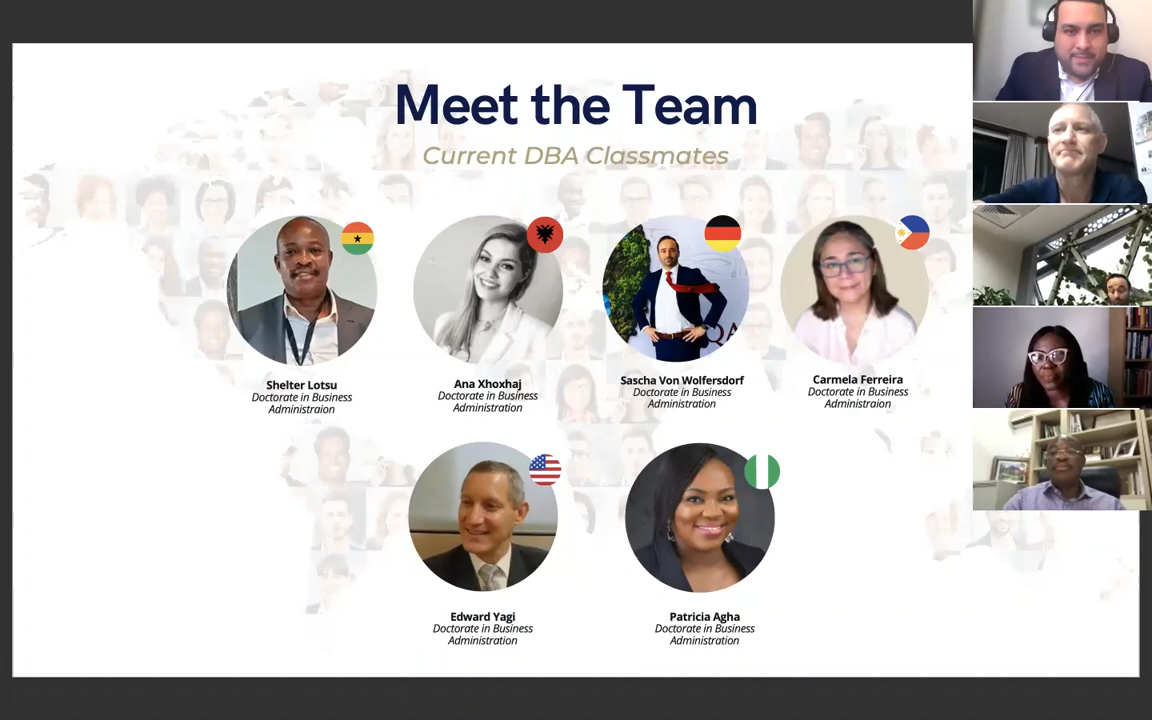 Meet the Team
Current DBA Classmates
Shelter Lotsu
Doctorate in Business
Administraion
Ana Xhoxhaj
Doctorate in Business
Administraion
Sascha Von Wolfersdorf
Doctorate in Business
Administration
Carmela Ferreira
Doctorate in Business
Administraion
Edward Yagi
Doctorate in Business
Administration
Patricia Agha
Doctorate in Business
Administration